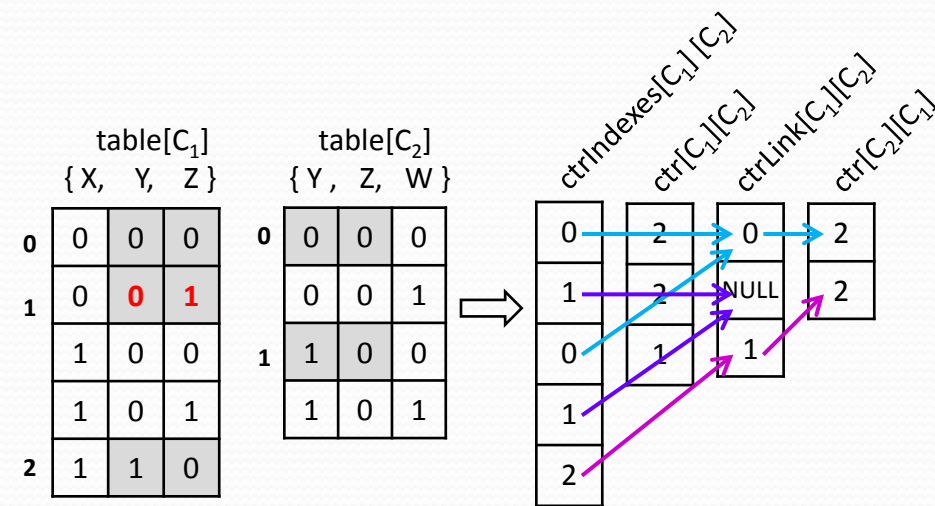 ctrIndexes[C₁][C₂]
ctr[C₁][C₂]
ctrLink[C₁][C₂]
ctr[C₂][C₁]
table[C₁]
{ X, Y, Z }
0 0 0 0
1 0 0 1
1 0 0
1 0 1
2 1 1 0
table[C₂]
{ Y , Z, W }
0 0 0 0
0 0 1
1 1 0 0
1 0 1
0 2 0 2
1 2 NULL 2
0 1 1
1
2